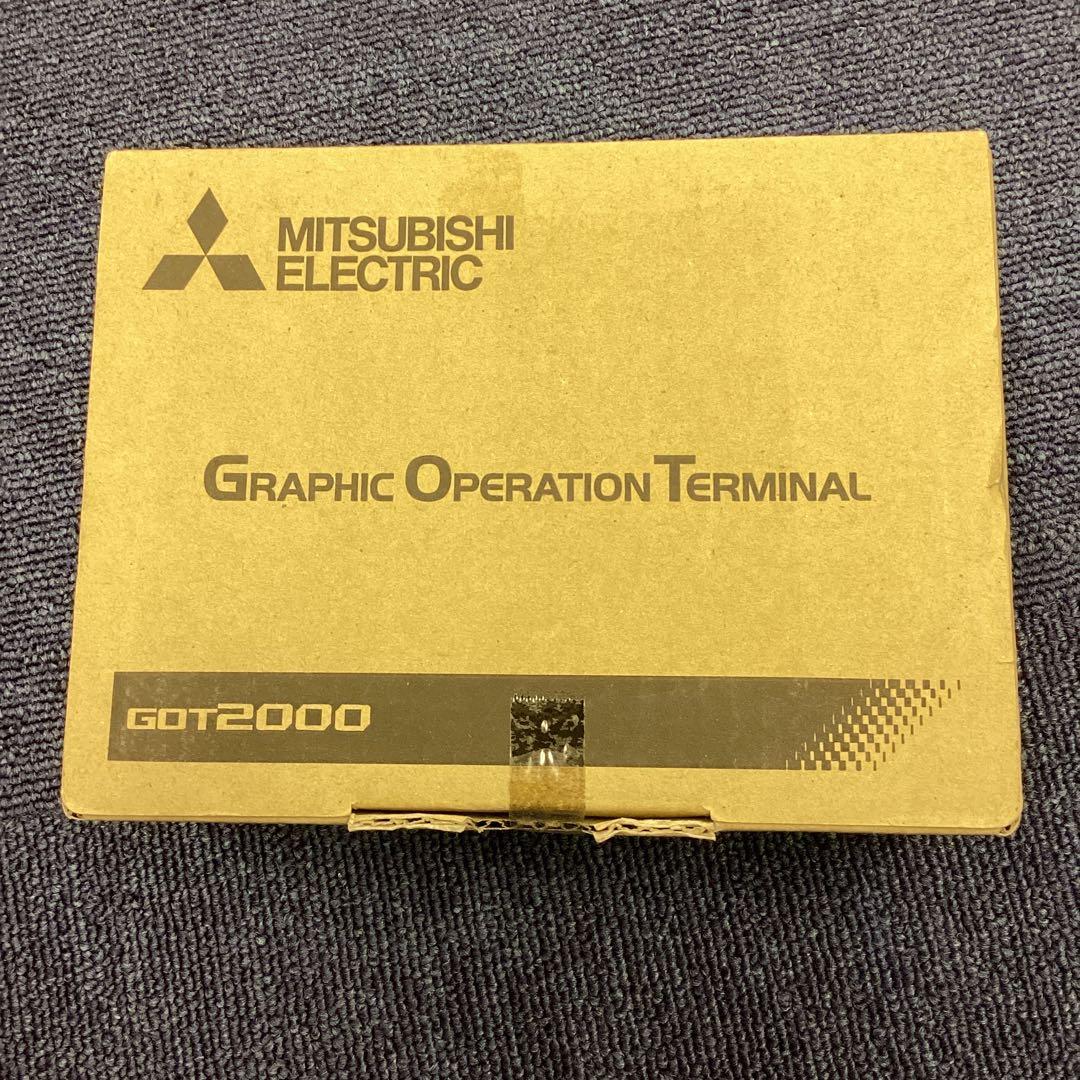 MITSUBISHI
ELECTRIC
GRAPHIC OPERATION TERMINAL
GOT2000